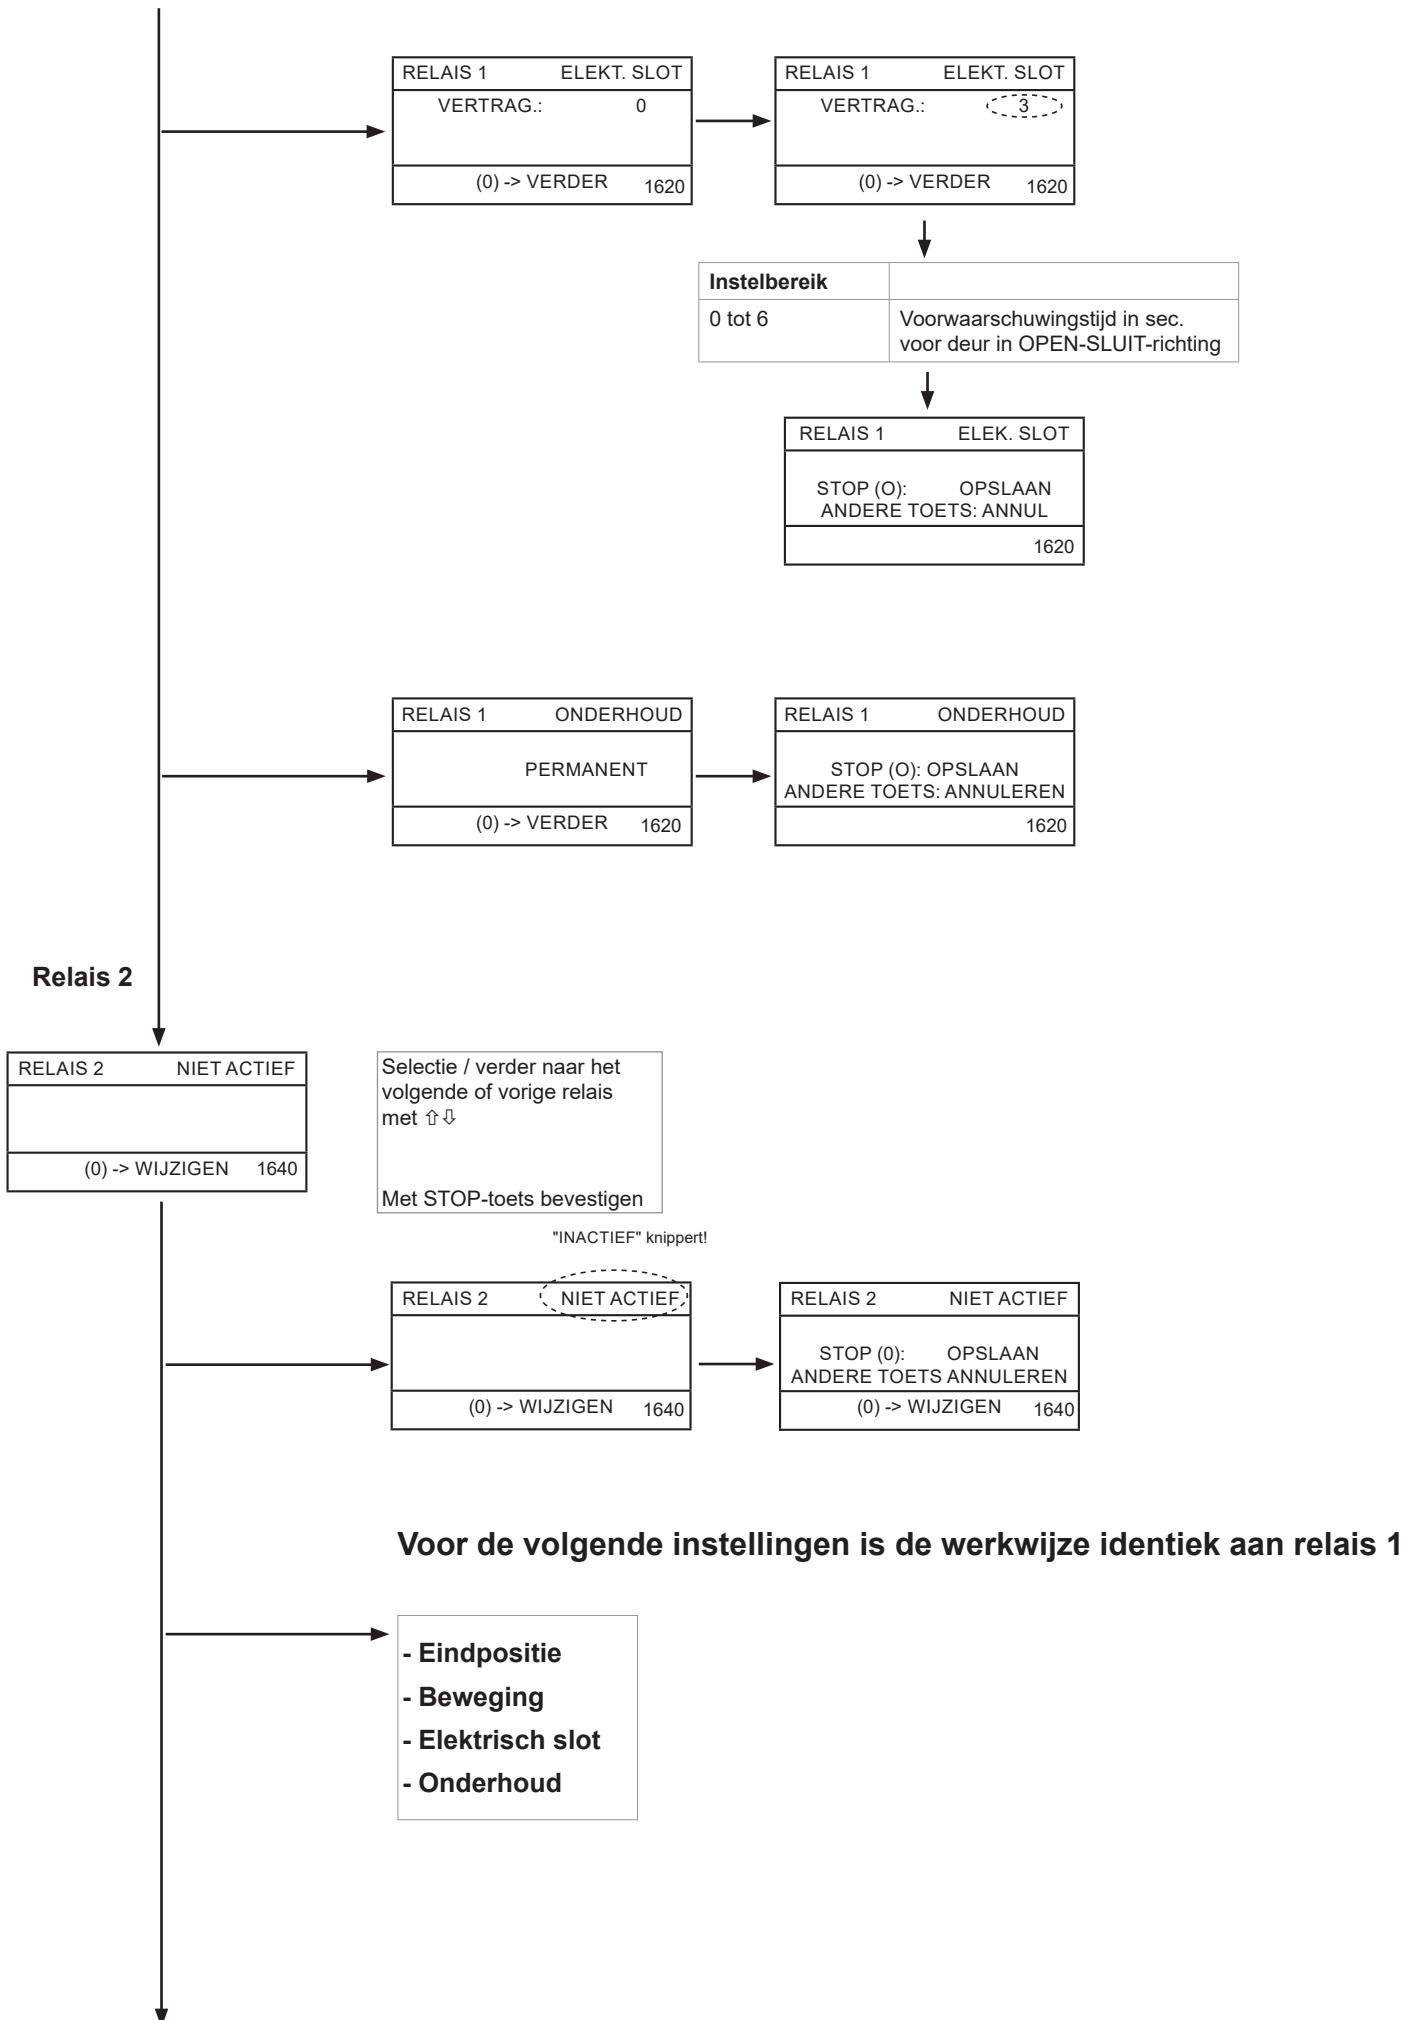 RELAIS 1 ELEKT. SLOT
VERTRAG.: 0
(0) -> VERDER 1620
RELAIS 1 ELEKT. SLOT
VERTRAG.: 3
(0) -> VERDER 1620
Instelbereik
0 tot 6
Voorwaarschuwingstijd in sec.
voor deur in OPEN-SLUIT-richting
RELAIS 1 ELEK. SLOT
STOP (O): OPSLAAN
ANDERE TOETS: ANNUL
1620
RELAIS 1 ONDERHOUD
PERMANENT
(0) -> VERDER 1620
RELAIS 1 ONDERHOUD
STOP (O): OPSLAAN
ANDERE TOETS: ANNULEREN
1620
Relais 2
RELAIS 2 NIET ACTIEF
(0) -> WIJZIGEN 1640
Selectie / verder naar het
volgende of vorige relais
met ⇧⇩
Met STOP-toets bevestigen
"INACTIEF" knippert!
RELAIS 2 NIET ACTIEF
(0) -> WIJZIGEN 1640
RELAIS 2 NIET ACTIEF
STOP (0): OPSLAAN
ANDERE TOETS ANNULEREN
(0) -> WIJZIGEN 1640
Voor de volgende instellingen is de werkwijze identiek aan relais 1
- Eindpositie
- Beweging
- Elektrisch slot
- Onderhoud